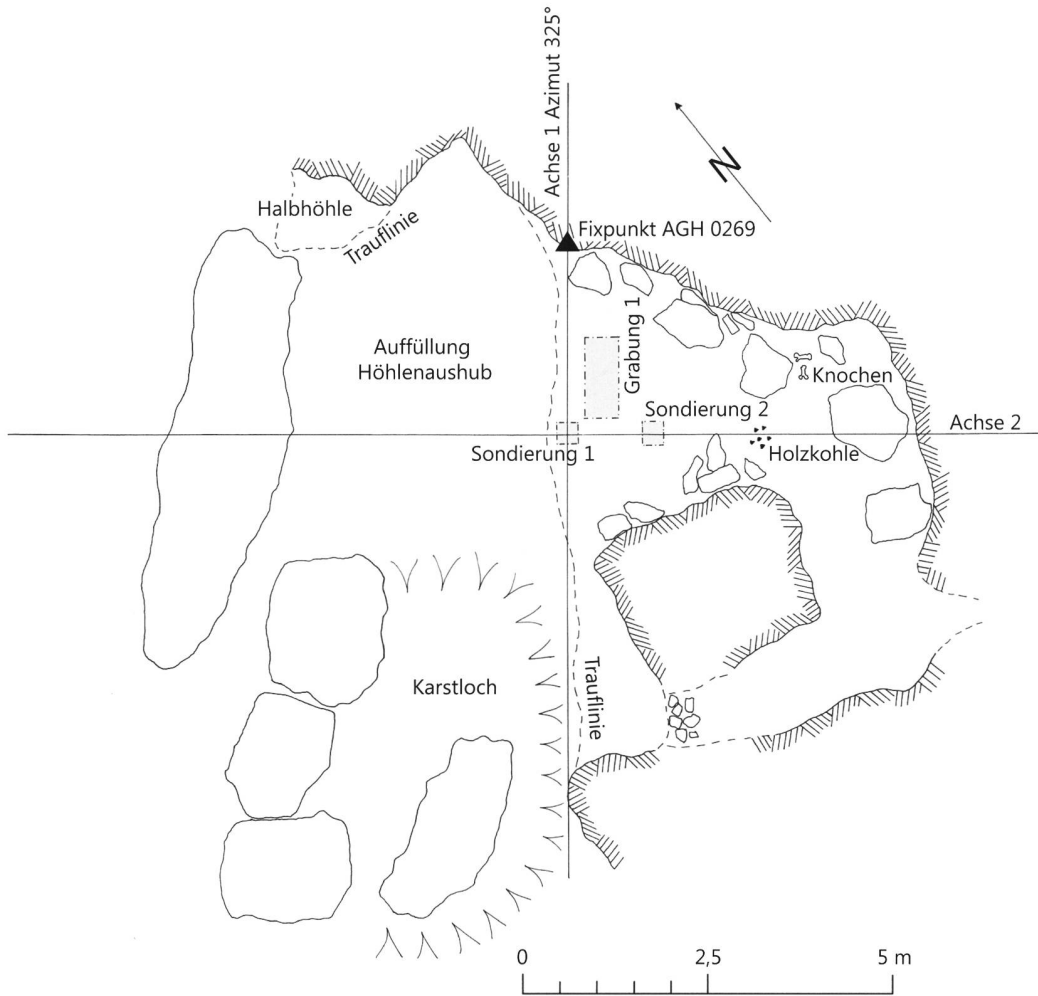 Achse 1 Azimut 325°
N
Halbhöhle
Trauflinie
Fixpunkt AGH 0269
Auffüllung
Höhlenaushub
Grabung 1
Knochen
Sondierung 2
Achse 2
Sondierung 1
Holzkohle
Karstloch
Trauflinie
0
2,5
5 m